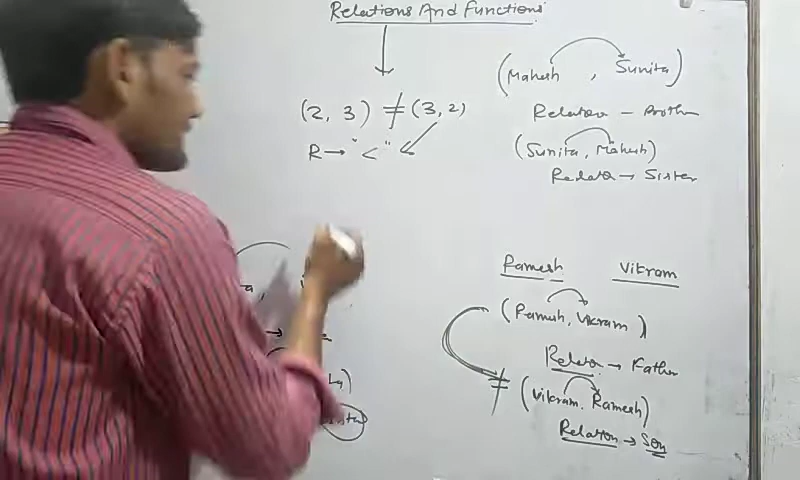 Relations And Functions
(2, 3) ≠ (3, 2)
R → "<"
(Mahesh , Sunita)
Relation – Brother
(Sunita, Mahesh)
Relation → Sister
Ramesh Vikram
(Ramesh, Vikram)
Relation → Father
≠ (Vikram, Ramesh)
Relation → Son